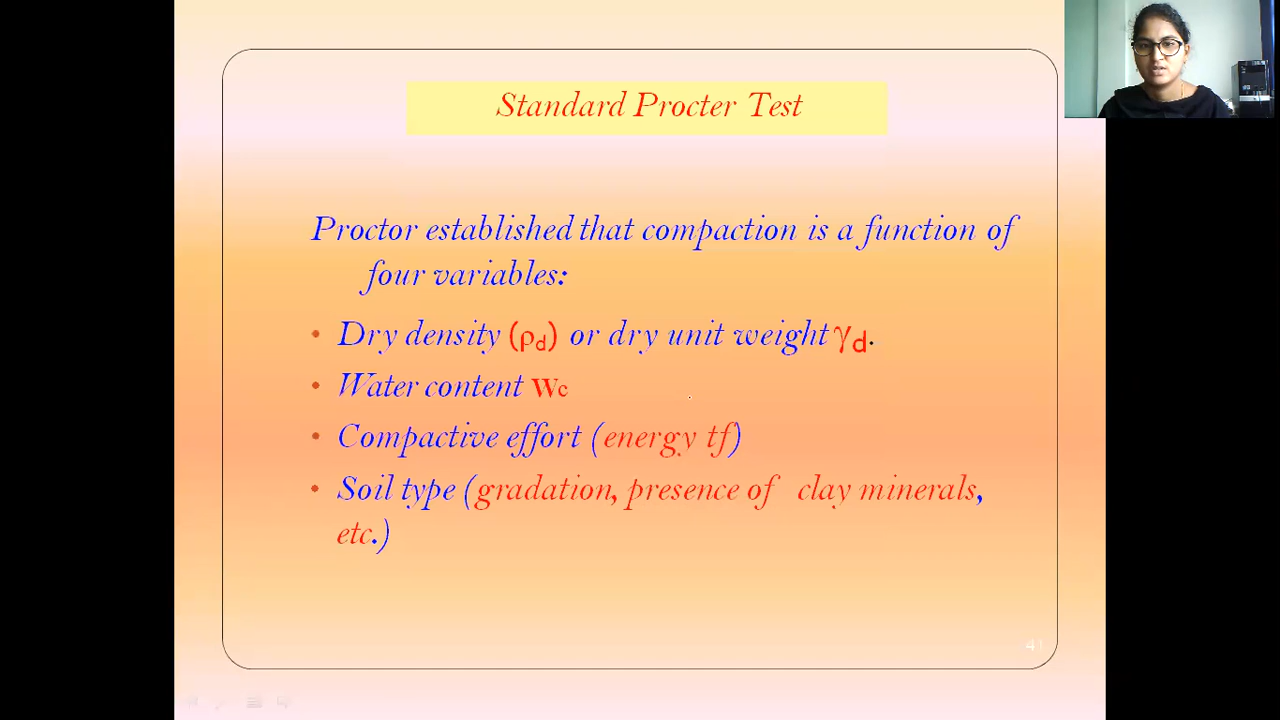 Standard Procter Test
Proctor established that compaction is a function of
four variables:
• Dry density (ρd) or dry unit weight γd.
• Water content wc
• Compactive effort (energy tf)
• Soil type (gradation, presence of clay minerals,
etc.)
41